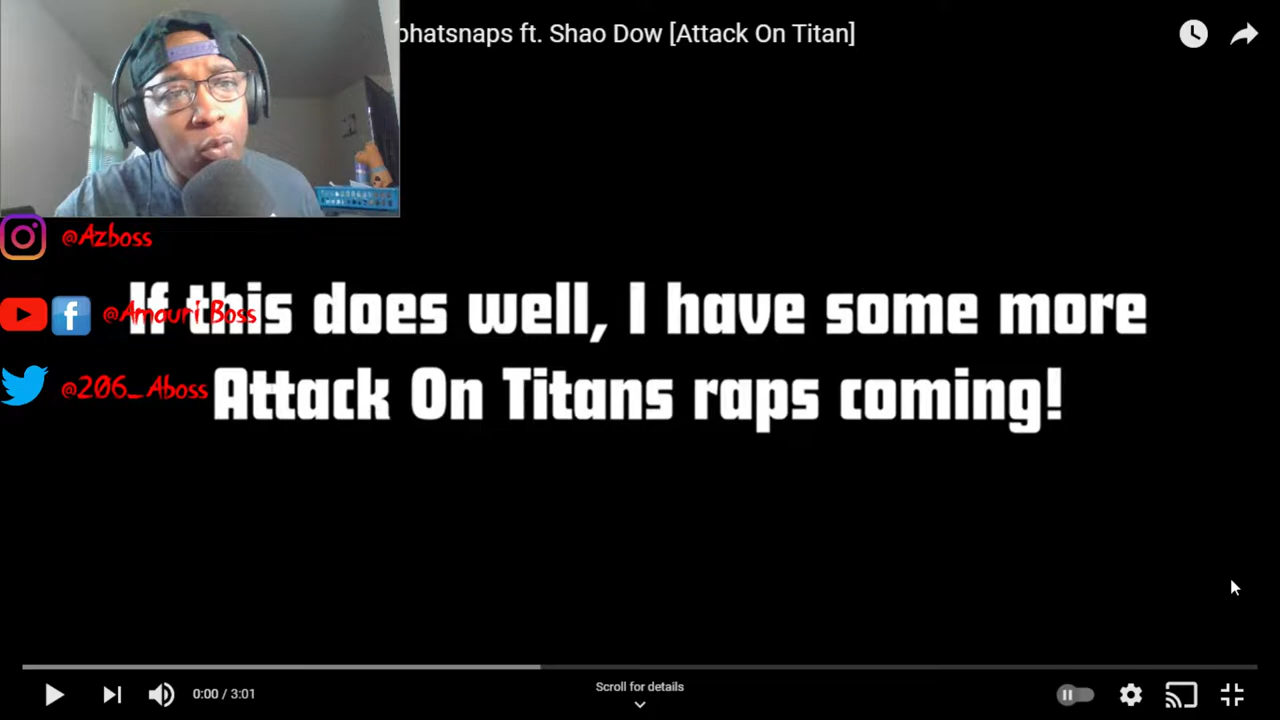 phatsnaps ft. Shao Dow [Attack On Titan]
@Azboss
@Amauri Boss
@206_Aboss
If this does well, I have some more
Attack On Titans raps coming!
0:00 / 3:01
Scroll for details